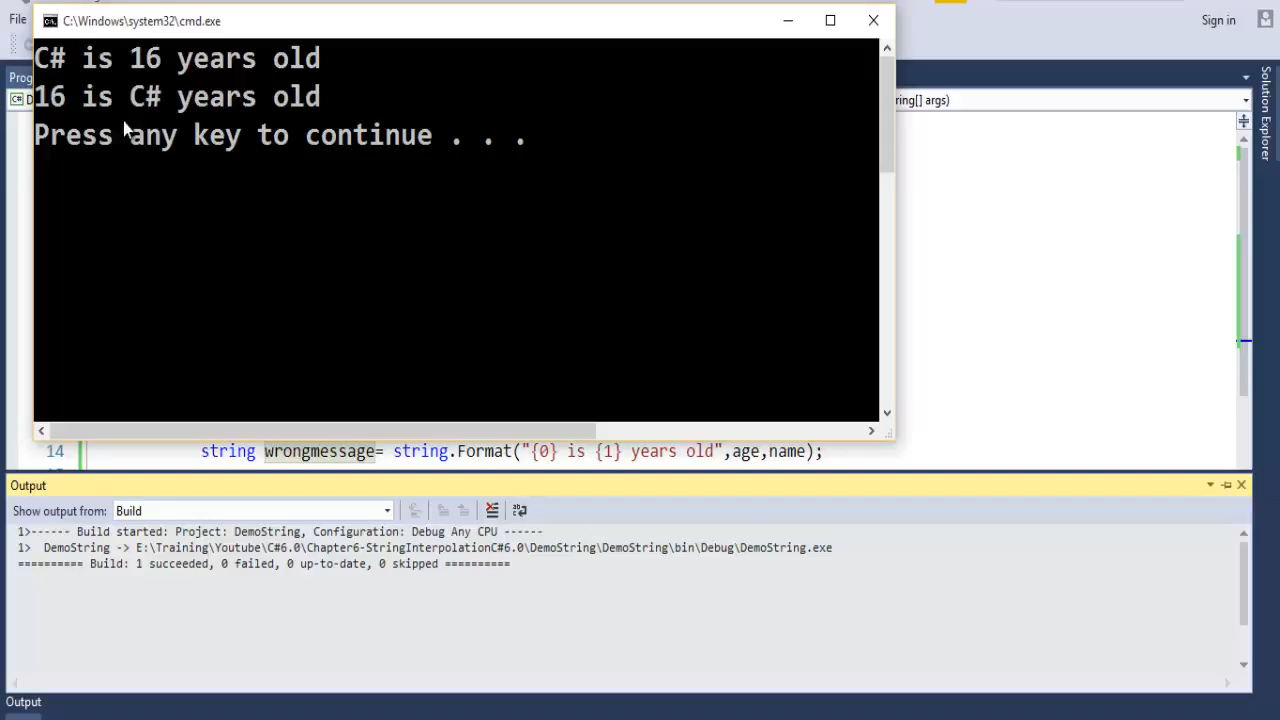 C:\Windows\system32\cmd.exe
File
Sign in
C# is 16 years old
16 is C# years old
Press any key to continue . . .
Prog
C# D
ring[] args)
Solution Explorer
14 string wrongmessage= string.Format("{0} is {1} years old",age,name);
Output
Show output from: Build
1>------ Build started: Project: DemoString, Configuration: Debug Any CPU ------
1> DemoString -> E:\Training\Youtube\C#6.0\Chapter6-StringInterpolationC#6.0\DemoString\DemoString\bin\Debug\DemoString.exe
========== Build: 1 succeeded, 0 failed, 0 up-to-date, 0 skipped ==========
Output